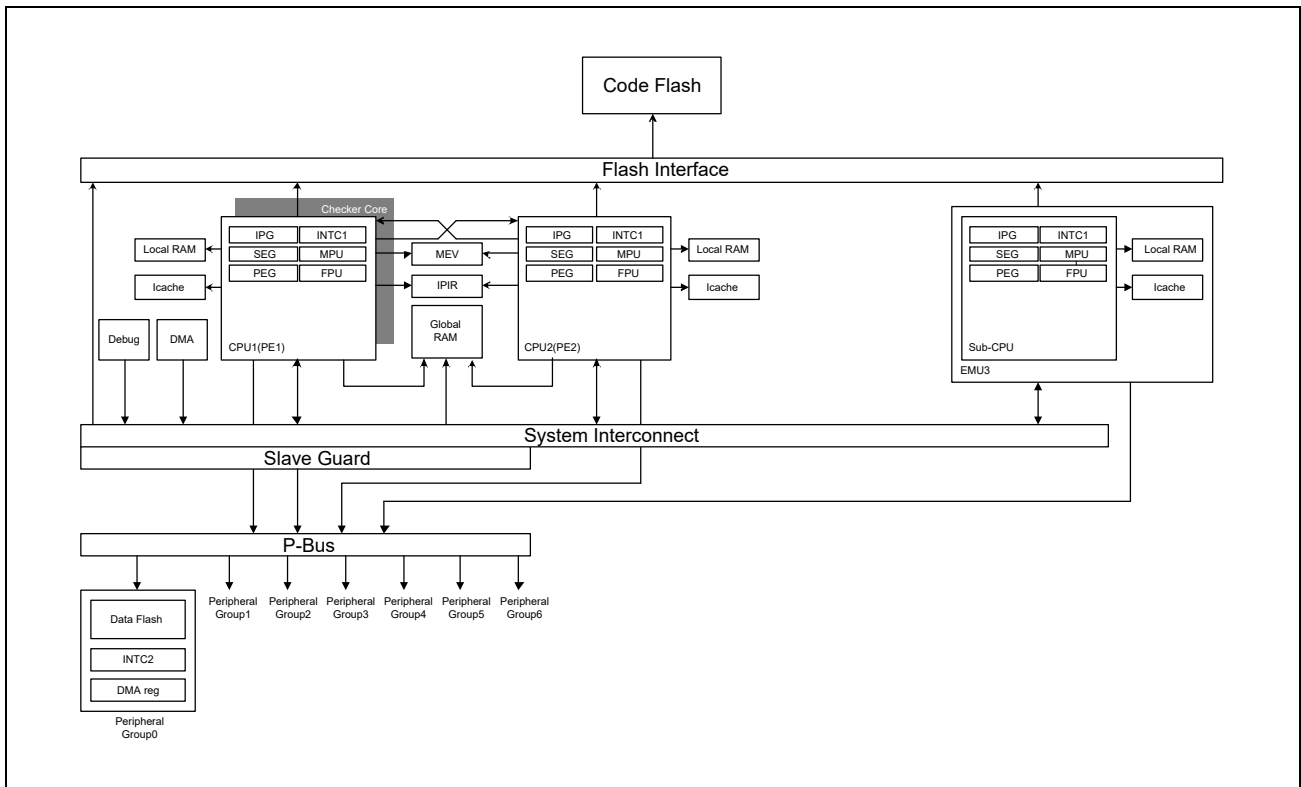 Code Flash
Flash Interface
Checker Core
IPG
INTC1
SEG
MPU
PEG
FPU
CPU1(PE1)
Local RAM
Icache
Debug
DMA
MEV
IPIR
Global
RAM
IPG
INTC1
SEG
MPU
PEG
FPU
CPU2(PE2)
Local RAM
Icache
IPG
INTC1
SEG
MPU
PEG
FPU
Sub-CPU
EMU3
Local RAM
Icache
System Interconnect
Slave Guard
P-Bus
Data Flash
INTC2
DMA reg
Peripheral
Group0
Peripheral
Group1
Peripheral
Group2
Peripheral
Group3
Peripheral
Group4
Peripheral
Group5
Peripheral
Group6